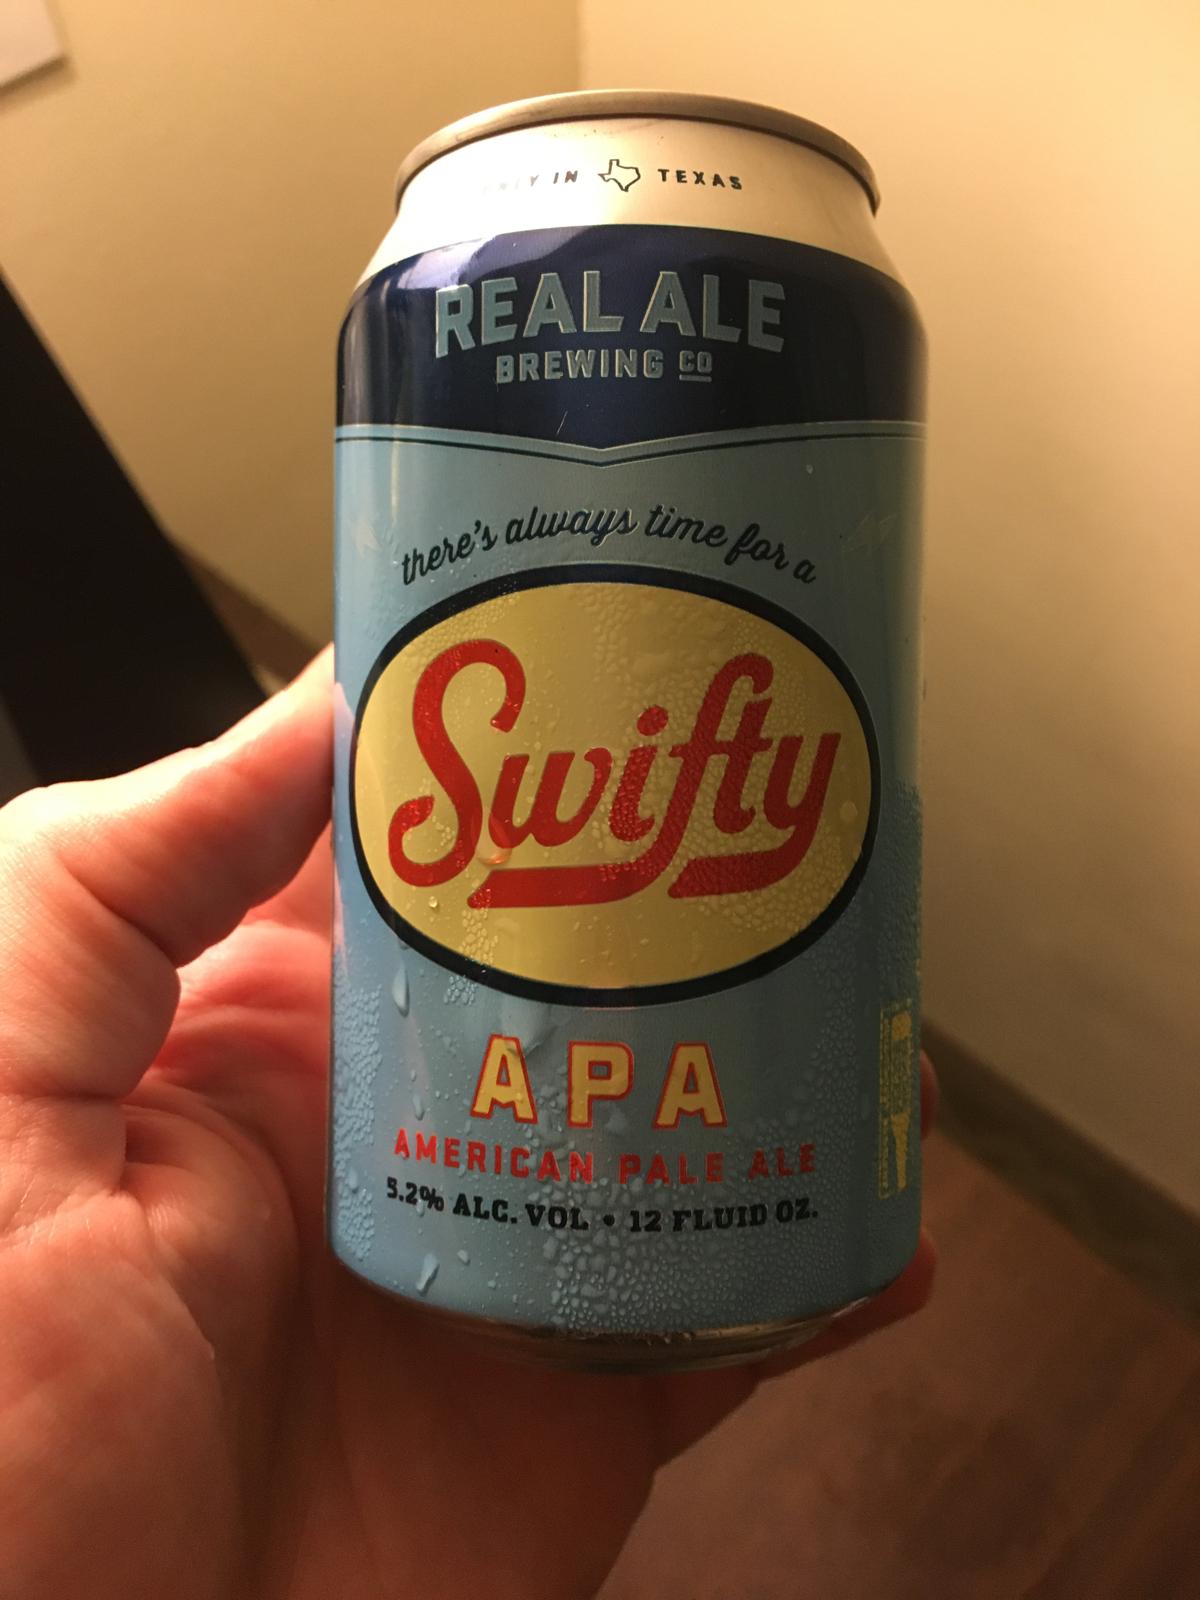 ONLY IN TEXAS
REAL ALE
BREWING CO
there's always time for a
Swifty
APA
AMERICAN PALE ALE
5.2% ALC. VOL • 12 FLUID OZ.